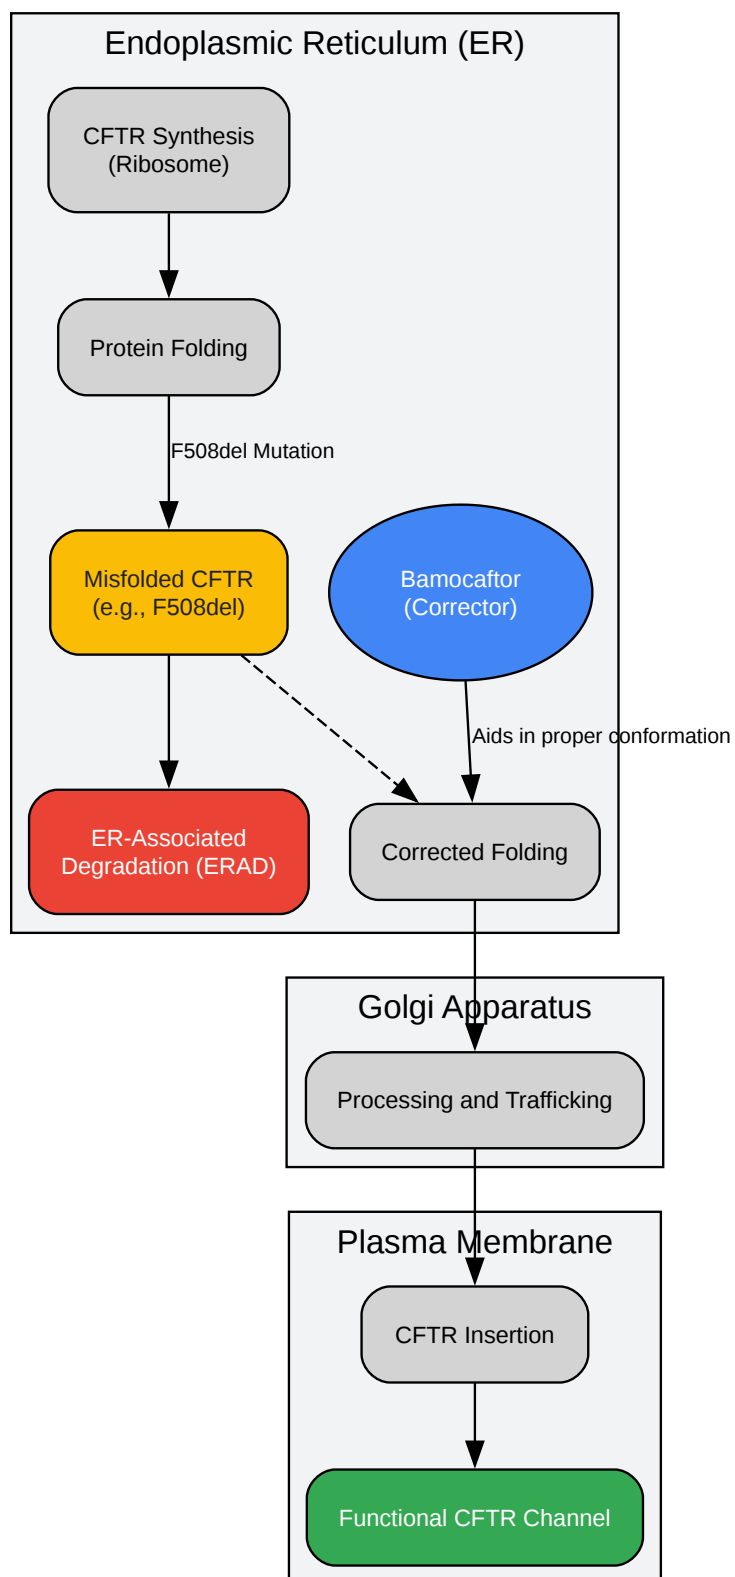 Endoplasmic Reticulum (ER)
CFTR Synthesis
(Ribosome)
Protein Folding
F508del Mutation
Misfolded CFTR
(e.g., F508del)
Bamocaftor
(Corrector)
Aids in proper conformation
ER-Associated
Degradation (ERAD)
Corrected Folding
Golgi Apparatus
Processing and Trafficking
Plasma Membrane
CFTR Insertion
Functional CFTR Channel